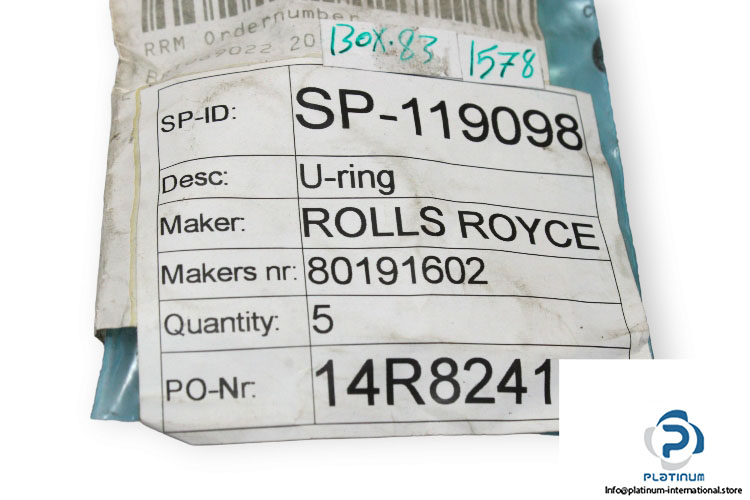 RRM Ordernumber
BOX.83
1578
SP-ID: SP-119098
Desc: U-ring
Maker: ROLLS ROYCE
Makers nr: 80191602
Quantity: 5
PO-Nr: 14R8241
PLATINUM
Info@platinum-international.store